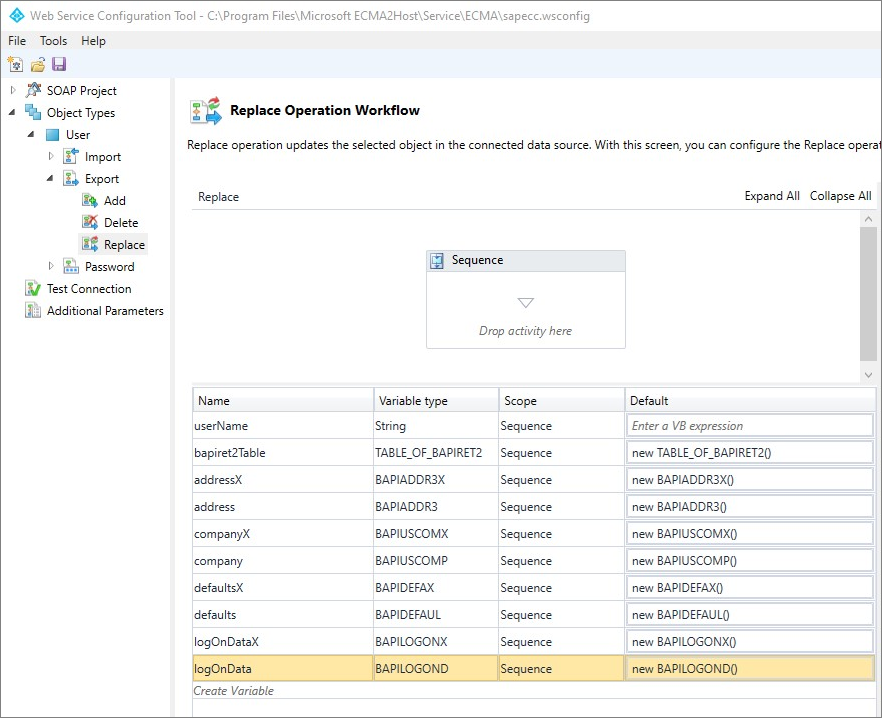 Web Service Configuration Tool - C:\Program Files\Microsoft ECMA2Host\Service\ECMA\sapecc.wsconfig
File Tools Help
SOAP Project
Object Types
User
Import
Export
Add
Delete
Replace
Password
Test Connection
Additional Parameters
Replace Operation Workflow
Replace operation updates the selected object in the connected data source. With this screen, you can configure the Replace operat
Replace Expand All Collapse All
Sequence
Drop activity here
Name Variable type Scope Default
userName String Sequence Enter a VB expression
bapiret2Table TABLE_OF_BAPIRET2 Sequence new TABLE_OF_BAPIRET2()
addressX BAPIADDR3X Sequence new BAPIADDR3X()
address BAPIADDR3 Sequence new BAPIADDR3()
companyX BAPIUSCOMX Sequence new BAPIUSCOMX()
company BAPIUSCOMP Sequence new BAPIUSCOMP()
defaultsX BAPIDEFAX Sequence new BAPIDEFAX()
defaults BAPIDEFAUL Sequence new BAPIDEFAUL()
logOnDataX BAPILOGONX Sequence new BAPILOGONX()
logOnData BAPILOGOND Sequence new BAPILOGOND()
Create Variable